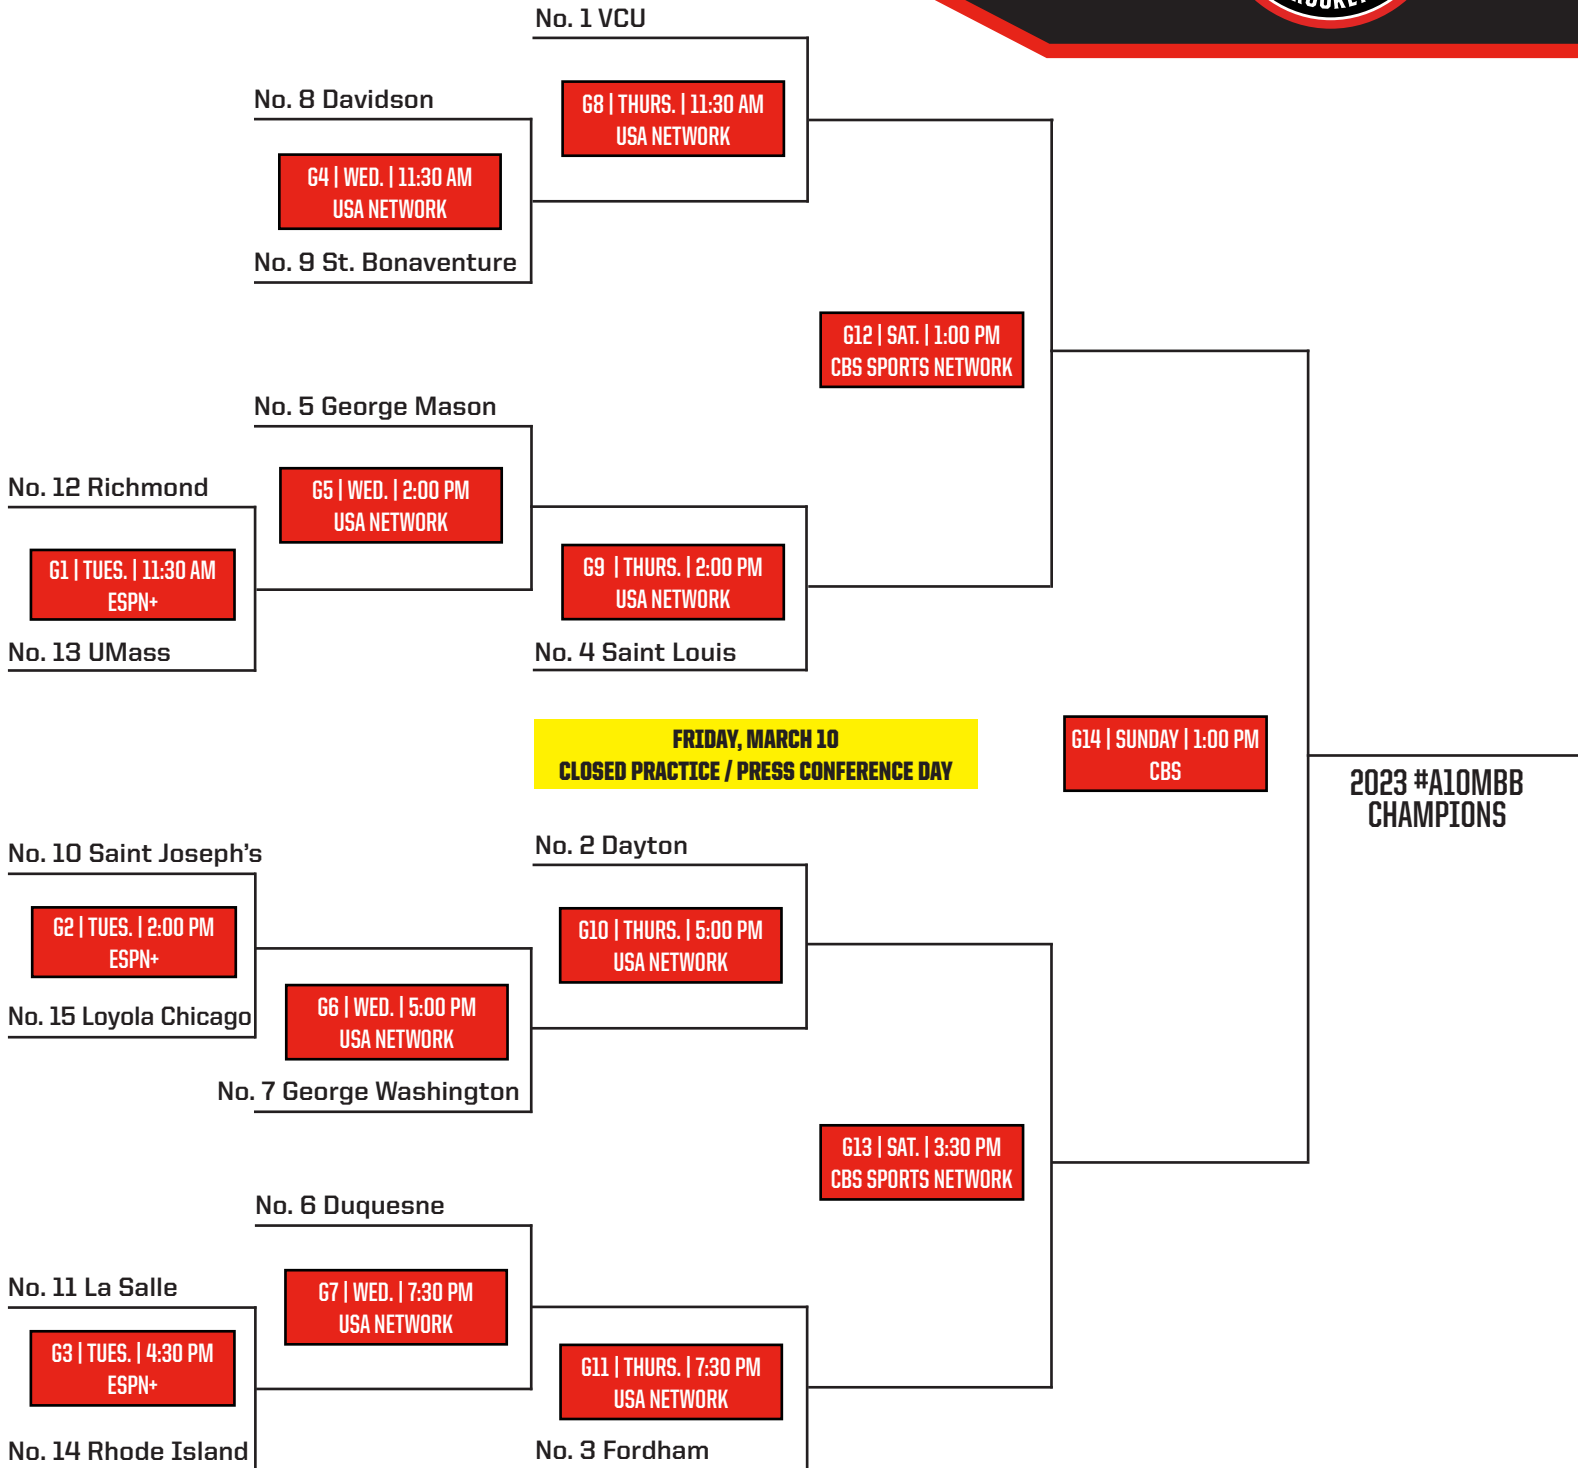 No. 1 VCU
No. 8 Davidson
G8 | THURS. | 11:30 AM
USA NETWORK
G4 | WED. | 11:30 AM
USA NETWORK
No. 9 St. Bonaventure
G12 | SAT. | 1:00 PM
CBS SPORTS NETWORK
No. 5 George Mason
No. 12 Richmond
G5 | WED. | 2:00 PM
USA NETWORK
G1 | TUES. | 11:30 AM
ESPN+
G9 | THURS. | 2:00 PM
USA NETWORK
No. 13 UMass
No. 4 Saint Louis
FRIDAY, MARCH 10
CLOSED PRACTICE / PRESS CONFERENCE DAY
G14 | SUNDAY | 1:00 PM
CBS
2023 #A10MBB
CHAMPIONS
No. 10 Saint Joseph's
No. 2 Dayton
G2 | TUES. | 2:00 PM
ESPN+
G10 | THURS. | 5:00 PM
USA NETWORK
No. 15 Loyola Chicago
G6 | WED. | 5:00 PM
USA NETWORK
No. 7 George Washington
G13 | SAT. | 3:30 PM
CBS SPORTS NETWORK
No. 6 Duquesne
No. 11 La Salle
G7 | WED. | 7:30 PM
USA NETWORK
G3 | TUES. | 4:30 PM
ESPN+
G11 | THURS. | 7:30 PM
USA NETWORK
No. 14 Rhode Island
No. 3 Fordham